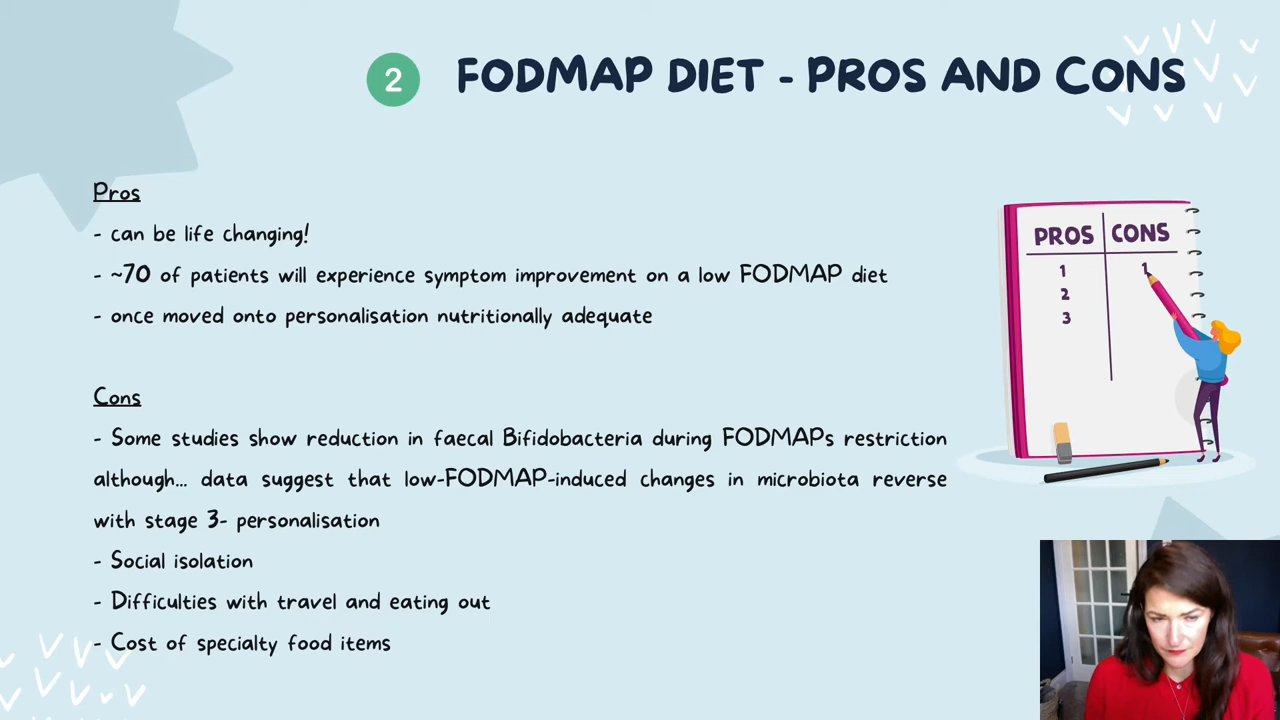 2 FODMAP DIET - PROS AND CONS
Pros
- can be life changing!
- ~70 of patients will experience symptom improvement on a low FODMAP diet
- once moved onto personalisation nutritionally adequate
Cons
- Some studies show reduction in faecal Bifidobacteria during FODMAPs restriction
although... data suggest that low-FODMAP-induced changes in microbiota reverse
with stage 3- personalisation
- Social isolation
- Difficulties with travel and eating out
- Cost of specialty food items
PROS CONS
1 1
2
3